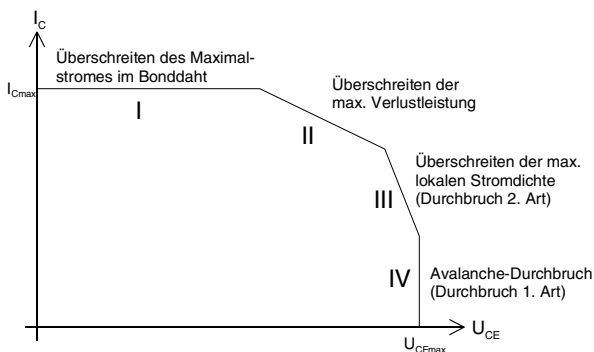 I_C
Überschreiten des Maximal-
stromes im Bonddaht
I_Cmax
I
Überschreiten der
max. Verlustleistung
II
Überschreiten der max.
lokalen Stromdichte
(Durchbruch 2. Art)
III
IV
Avalanche-Durchbruch
(Durchbruch 1. Art)
U_CE
U_CEmax